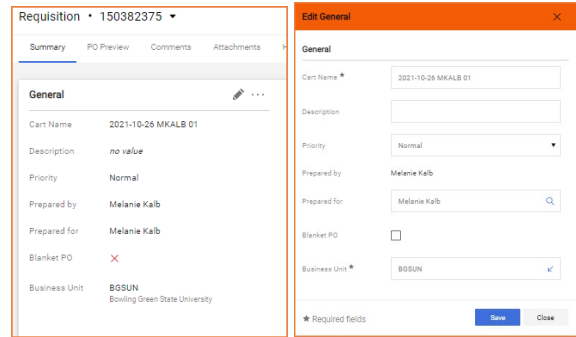 Requisition • 150382375
Summary PO Preview Comments Attachments
General
Cart Name 2021-10-26 MKALB 01
Description no value
Priority Normal
Prepared by Melanie Kalb
Prepared for Melanie Kalb
Blanket PO
Business Unit BGSUN
Bowling Green State University
Edit General
General
Cart Name ★ 2021-10-26 MKALB 01
Description
Priority Normal
Prepared by Melanie Kalb
Prepared for Melanie Kalb
Blanket PO
Business Unit ★ BGSUN
★ Required fields Save Close